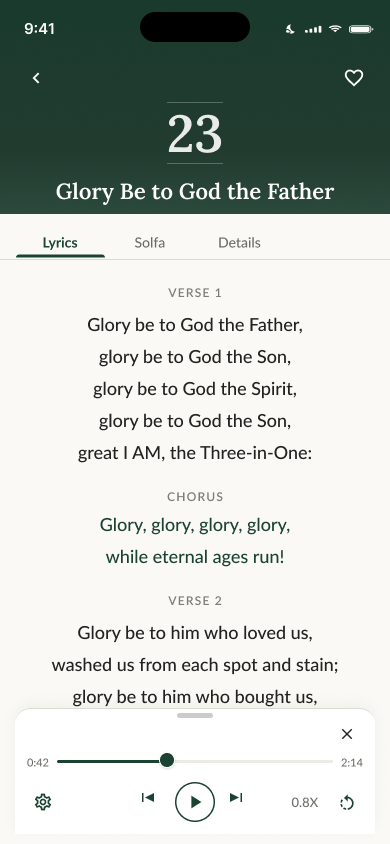 9:41
23
Glory Be to God the Father
Lyrics Solfa Details
VERSE 1
Glory be to God the Father,
glory be to God the Son,
glory be to God the Spirit,
glory be to God the Son,
great I AM, the Three-in-One:
CHORUS
Glory, glory, glory, glory,
while eternal ages run!
VERSE 2
Glory be to him who loved us,
washed us from each spot and stain;
glory be to him who bought us,
0:42 2:14
0.8X